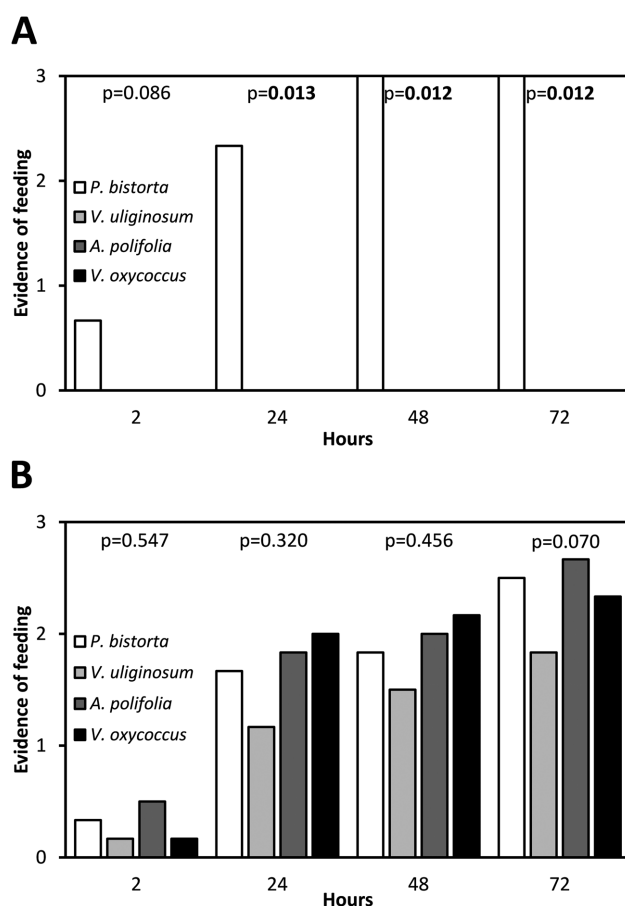 A
3
p=0.086 p=0.013 p=0.012 p=0.012
2
P. bistorta
V. uliginosum
A. polifolia
V. oxycoccus
1
0
Evidence of feeding
2 24 48 72
Hours
B
3
p=0.547 p=0.320 p=0.456 p=0.070
2
P. bistorta
V. uliginosum
A. polifolia
V. oxycoccus
1
0
Evidence of feeding
2 24 48 72
Hours